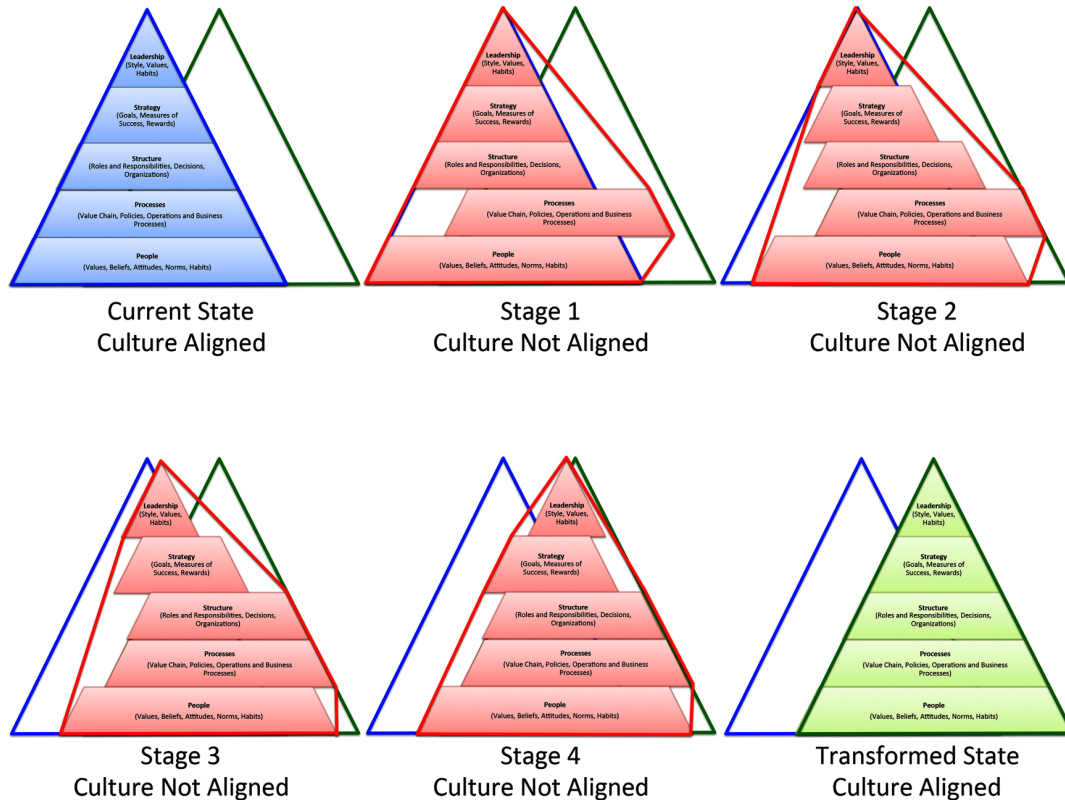 Leadership
(Style, Values,
Habits)
Strategy
(Goals, Measures of
Success, Rewards)
Structure
(Roles and Responsibilities, Decisions,
Organizations)
Processes
(Value Chain, Policies, Operations and Business
Processes)
People
(Values, Beliefs, Attitudes, Norms, Habits)
Current State
Culture Aligned
Leadership
(Style, Values,
Habits)
Strategy
(Goals, Measures of
Success, Rewards)
Structure
(Roles and Responsibilities, Decisions,
Organizations)
Processes
(Value Chain, Policies, Operations and Business
Processes)
People
(Values, Beliefs, Attitudes, Norms, Habits)
Stage 1
Culture Not Aligned
Leadership
(Style, Values,
Habits)
Strategy
(Goals, Measures of
Success, Rewards)
Structure
(Roles and Responsibilities, Decisions,
Organizations)
Processes
(Value Chain, Policies, Operations and Business
Processes)
People
(Values, Beliefs, Attitudes, Norms, Habits)
Stage 2
Culture Not Aligned
Leadership
(Style, Values,
Habits)
Strategy
(Goals, Measures of
Success, Rewards)
Structure
(Roles and Responsibilities, Decisions,
Organizations)
Processes
(Value Chain, Policies, Operations and Business
Processes)
People
(Values, Beliefs, Attitudes, Norms, Habits)
Stage 3
Culture Not Aligned
Leadership
(Style, Values,
Habits)
Strategy
(Goals, Measures of
Success, Rewards)
Structure
(Roles and Responsibilities, Decisions,
Organizations)
Processes
(Value Chain, Policies, Operations and Business
Processes)
People
(Values, Beliefs, Attitudes, Norms, Habits)
Stage 4
Culture Not Aligned
Leadership
(Style, Values,
Habits)
Strategy
(Goals, Measures of
Success, Rewards)
Structure
(Roles and Responsibilities, Decisions,
Organizations)
Processes
(Value Chain, Policies, Operations and Business
Processes)
People
(Values, Beliefs, Attitudes, Norms, Habits)
Transformed State
Culture Aligned